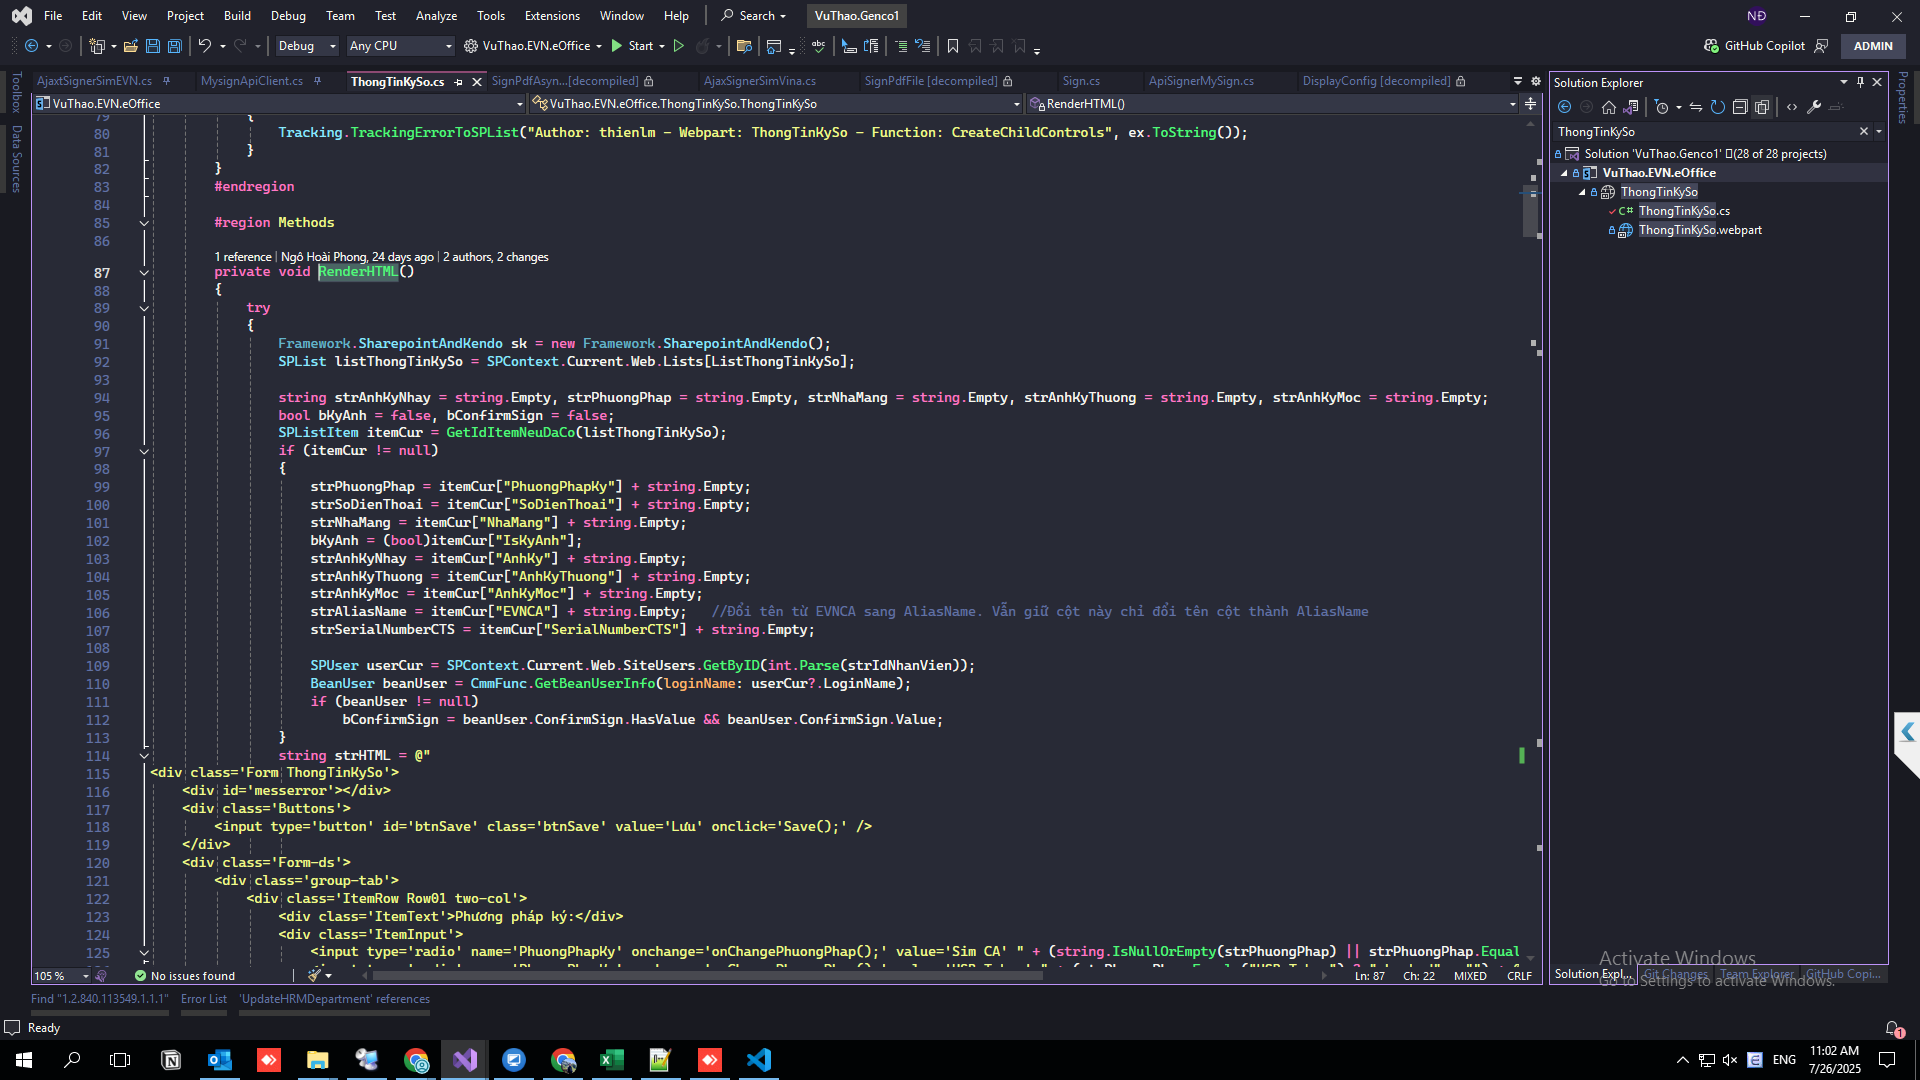 File Edit View Project Build Debug Team Test Analyze Tools Extensions Window Help Search VuThao.Genco1 NĐ
Debug Any CPU VuThao.EVN.eOffice Start GitHub Copilot ADMIN
AjaxtSignerSimEVN.cs MysignApiClient.cs ThongTinKySo.cs SignPdfAsyn...[decompiled] AjaxSignerSimVina.cs SignPdfFile [decompiled] Sign.cs ApiSignerMySign.cs DisplayConfig [decompiled]
VuThao.EVN.eOffice VuThao.EVN.eOffice.ThongTinKySo.ThongTinKySo RenderHTML()
Toolbox
Data Sources
79 {
80 Tracking.TrackingErrorToSPList("Author: thienlm - Webpart: ThongTinKySo - Function: CreateChildControls", ex.ToString());
81 }
82 }
83 #endregion
84
85 #region Methods
86
1 reference | Ngô Hoài Phong, 24 days ago | 2 authors, 2 changes
87 private void RenderHTML()
88 {
89 try
90 {
91 Framework.SharepointAndKendo sk = new Framework.SharepointAndKendo();
92 SPList listThongTinKySo = SPContext.Current.Web.Lists[ListThongTinKySo];
93
94 string strAnhKyNhay = string.Empty, strPhuongPhap = string.Empty, strNhaMang = string.Empty, strAnhKyThuong = string.Empty, strAnhKyMoc = string.Empty;
95 bool bKyAnh = false, bConfirmSign = false;
96 SPListItem itemCur = GetIdItemNeuDaCo(listThongTinKySo);
97 if (itemCur != null)
98 {
99 strPhuongPhap = itemCur["PhuongPhapKy"] + string.Empty;
100 strSoDienThoai = itemCur["SoDienThoai"] + string.Empty;
101 strNhaMang = itemCur["NhaMang"] + string.Empty;
102 bKyAnh = (bool)itemCur["IsKyAnh"];
103 strAnhKyNhay = itemCur["AnhKy"] + string.Empty;
104 strAnhKyThuong = itemCur["AnhKyThuong"] + string.Empty;
105 strAnhKyMoc = itemCur["AnhKyMoc"] + string.Empty;
106 strAliasName = itemCur["EVNCA"] + string.Empty; //Đổi tên từ EVNCA sang AliasName. Vẫn giữ cột này chỉ đổi tên cột thành AliasName
107 strSerialNumberCTS = itemCur["SerialNumberCTS"] + string.Empty;
108
109 SPUser userCur = SPContext.Current.Web.SiteUsers.GetByID(int.Parse(strIdNhanVien));
110 BeanUser beanUser = CmmFunc.GetBeanUserInfo(loginName: userCur?.LoginName);
111 if (beanUser != null)
112 bConfirmSign = beanUser.ConfirmSign.HasValue && beanUser.ConfirmSign.Value;
113 }
114 string strHTML = @"
115 <div class='Form ThongTinKySo'>
116 <div id='messerror'></div>
117 <div class='Buttons'>
118 <input type='button' id='btnSave' class='btnSave' value='Lưu' onclick='Save();' />
119 </div>
120 <div class='Form-ds'>
121 <div class='group-tab'>
122 <div class='ItemRow Row01 two-col'>
123 <div class='ItemText'>Phương pháp ký:</div>
124 <div class='ItemInput'>
125 <input type='radio' name='PhuongPhapKy' onchange='onChangePhuongPhap();' value='Sim CA' " + (string.IsNullOrEmpty(strPhuongPhap) || strPhuongPhap.Equal
105 % No issues found Ln: 87 Ch: 22 MIXED CRLF
Find "1.2.840.113549.1.1.1" Error List 'UpdateHRMDepartment' references
Ready
Solution Explorer
ThongTinKySo
Solution 'VuThao.Genco1' (28 of 28 projects)
VuThao.EVN.eOffice
ThongTinKySo
C# ThongTinKySo.cs
ThongTinKySo.webpart
Properties
Activate Windows
Go to Settings to activate Windows.
Solution Expl... Git Changes Team Explorer GitHub Copi...
1
ENG
11:02 AM
7/26/2025